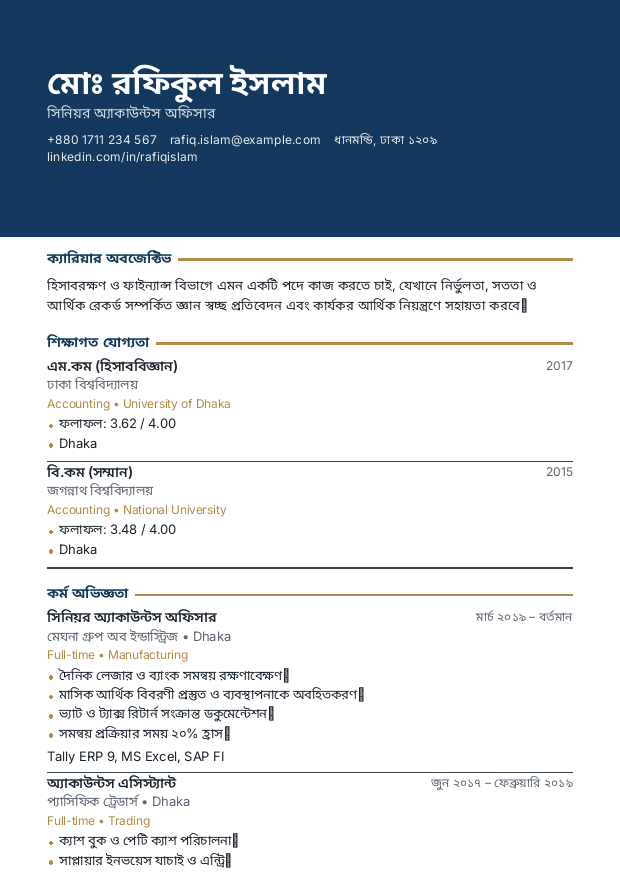 মোঃ রফিকুল ইসলাম
সিনিয়র অ্যাকাউন্টস অফিসার
+880 1711 234 567 rafiq.islam@example.com ধানমন্ডি, ঢাকা ১২০৯
linkedin.com/in/rafiqislam
ক্যারিয়ার অবজেক্টিভ
হিসাবরক্ষণ ও ফাইন্যান্স বিভাগে এমন একটি পদে কাজ করতে চাই, যেখানে নির্ভুলতা, সততা ও
আর্থিক রেকর্ড সম্পর্কিত জ্ঞান স্বচ্ছ প্রতিবেদন এবং কার্যকর আর্থিক নিয়ন্ত্রণে সহায়তা করবে
শিক্ষাগত যোগ্যতা
এম.কম (হিসাববিজ্ঞান) 2017
ঢাকা বিশ্ববিদ্যালয়
Accounting • University of Dhaka
• ফলাফল: 3.62 / 4.00
• Dhaka
বি.কম (সম্মান) 2015
জগন্নাথ বিশ্ববিদ্যালয়
Accounting • National University
• ফলাফল: 3.48 / 4.00
• Dhaka
কর্ম অভিজ্ঞতা
সিনিয়র অ্যাকাউন্টস অফিসার মার্চ ২০১৯ – বর্তমান
মেঘনা গ্রুপ অব ইন্ডাস্ট্রিজ • Dhaka
Full-time • Manufacturing
• দৈনিক লেজার ও ব্যাংক সমন্বয় রক্ষণাবেক্ষণ
• মাসিক আর্থিক বিবরণী প্রস্তুত ও ব্যবস্থাপনাকে অবহিতকরণ
• ভ্যাট ও ট্যাক্স রিটার্ন সংক্রান্ত ডকুমেন্টেশন
• সমন্বয় প্রক্রিয়ার সময় ২০% হ্রাস
Tally ERP 9, MS Excel, SAP FI
অ্যাকাউন্টস এসিস্ট্যান্ট জুন ২০১৭ – ফেব্রুয়ারি ২০১৯
প্যাসিফিক ট্রেডার্স • Dhaka
Full-time • Trading
• ক্যাশ বুক ও পেটি ক্যাশ পরিচালনা
• সাপ্লায়ার ইনভয়েস যাচাই ও এন্ট্রি